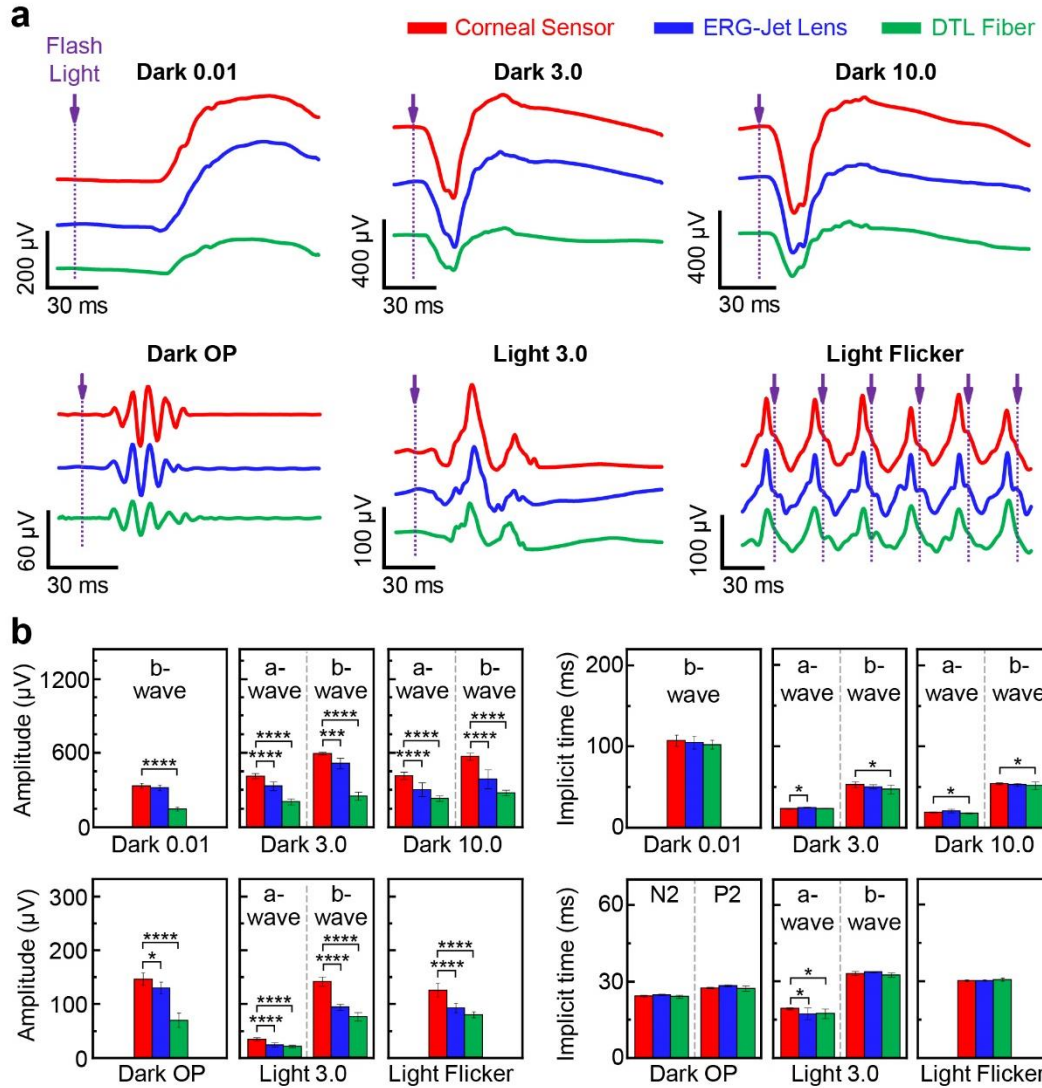 a
Corneal Sensor ERG-Jet Lens DTL Fiber
Flash
Light
Dark 0.01 Dark 3.0 Dark 10.0
200 µV 400 µV 400 µV
30 ms 30 ms 30 ms
Dark OP Light 3.0 Light Flicker
60 µV 100 µV 100 µV
30 ms 30 ms 30 ms
b
Amplitude (µV)
1200
600
0
b-
wave
****
Dark 0.01
a-
wave
b-
wave
****
****
****
***
Dark 3.0
a-
wave
b-
wave
****
****
****
****
Dark 10.0
Implicit time (ms)
200
100
0
b-
wave
Dark 0.01
a-
wave
b-
wave
*
*
Dark 3.0
a-
wave
b-
wave
*
*
Dark 10.0
Amplitude (µV)
300
200
100
0
****
*
Dark OP
a-
wave
b-
wave
****
****
****
****
Light 3.0
****
****
Light Flicker
Implicit time (ms)
60
30
0
N2 P2
Dark OP
a-
wave
b-
wave
*
*
Light 3.0
Light Flicker